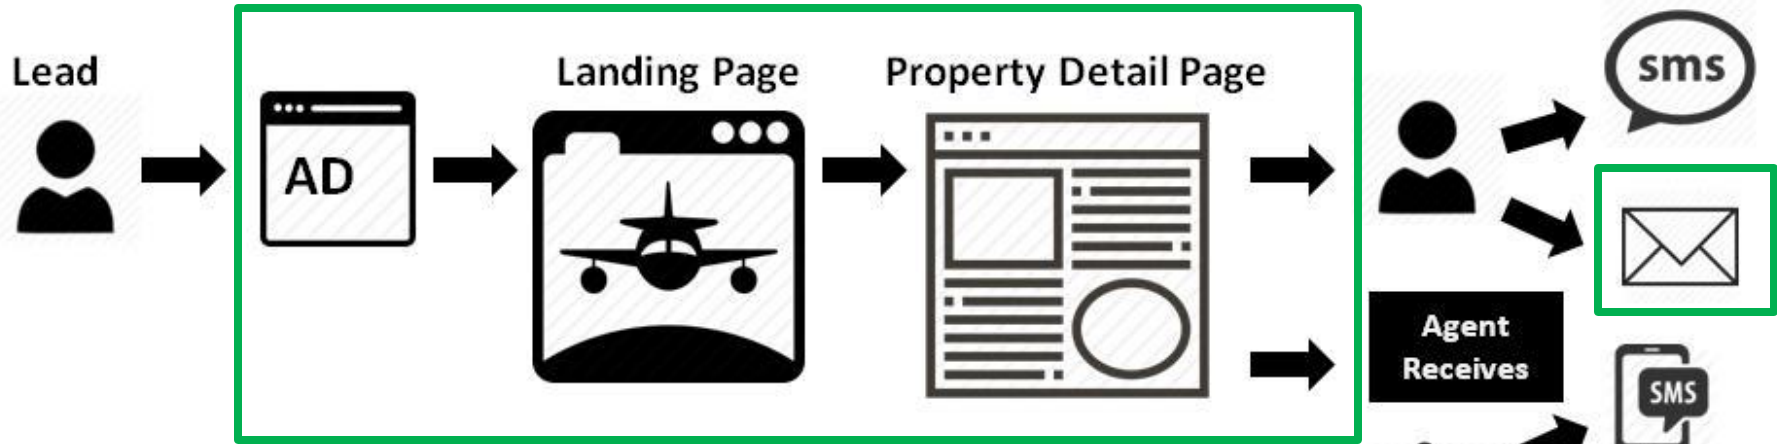 Lead
AD
Landing Page
Property Detail Page
sms
Agent
Receives
SMS